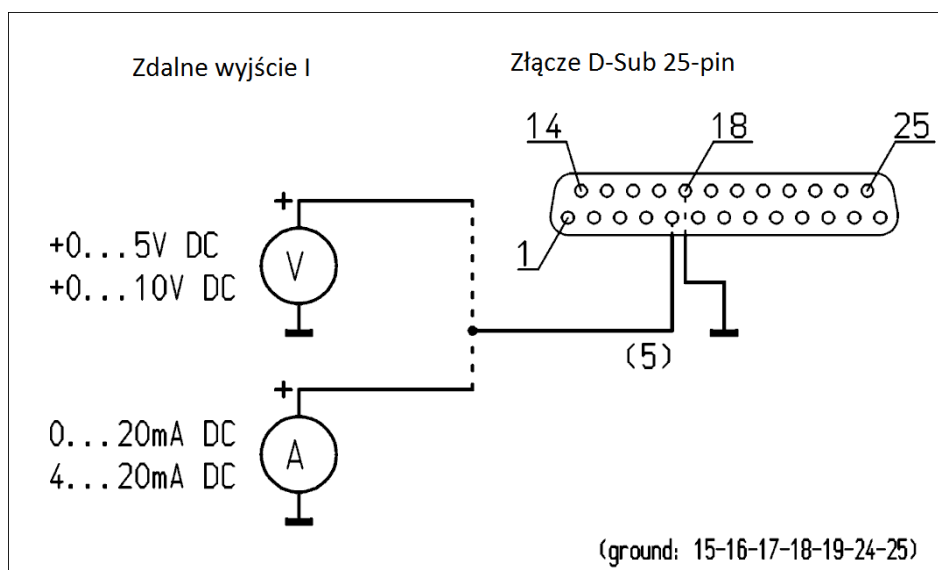 Zdalne wyjście I
Złącze D-Sub 25-pin
14
18
25
1
+
V
+0...5V DC
+0...10V DC
(5)
+
A
0...20mA DC
4...20mA DC
(ground: 15-16-17-18-19-24-25)